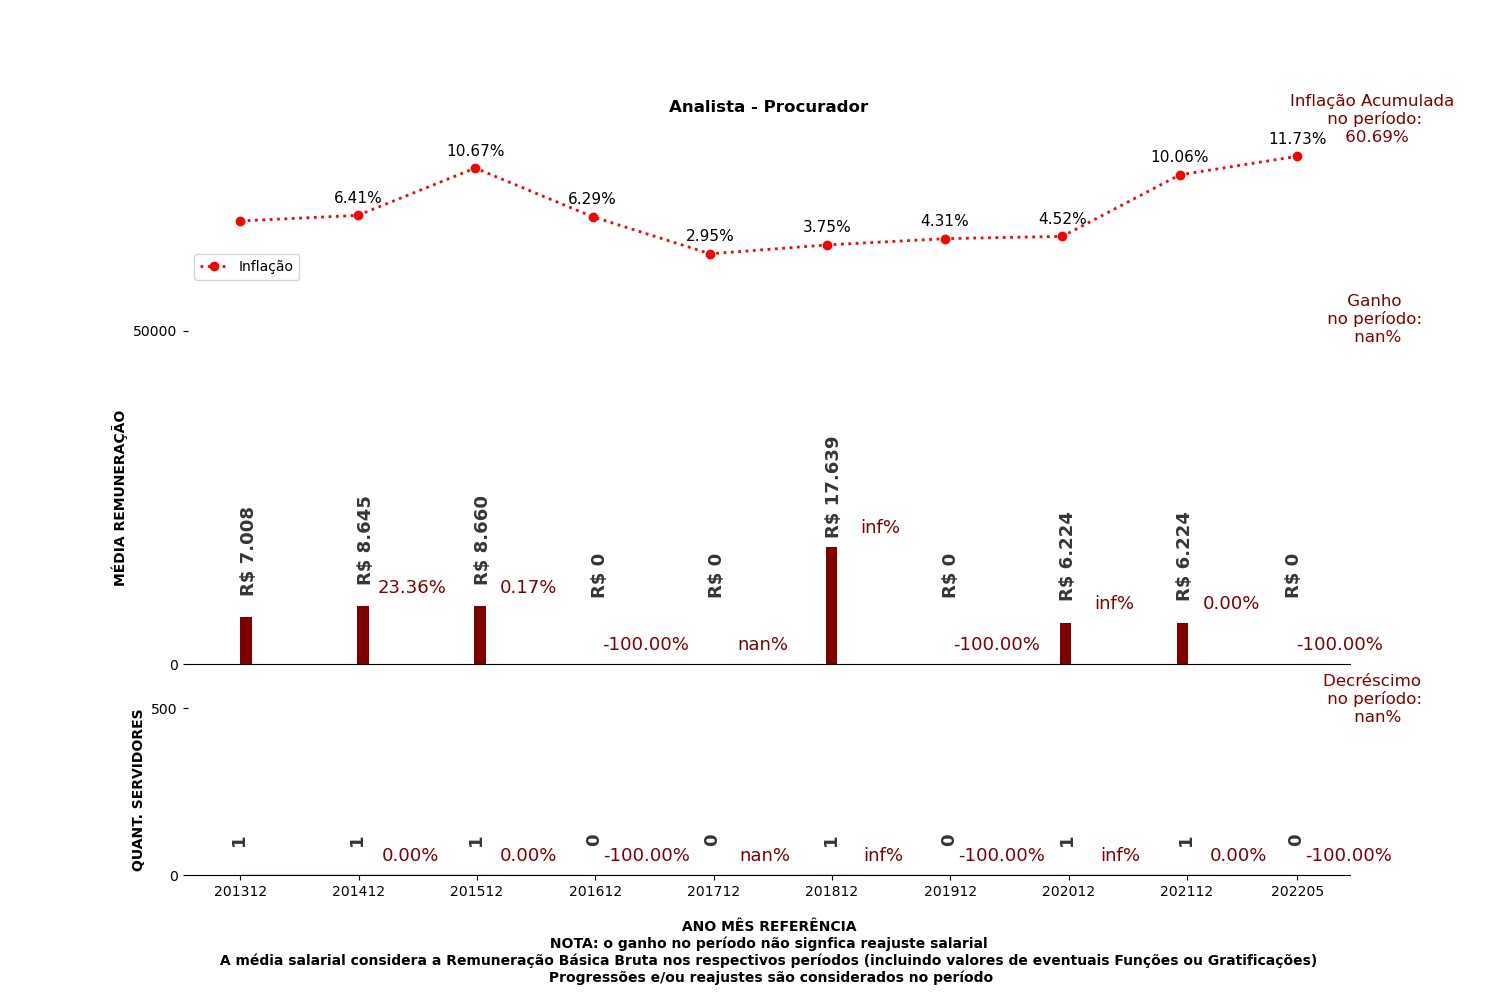 Analista - Procurador
Inflação Acumulada
no período:
60.69%
6.41%
10.67%
6.29%
2.95%
3.75%
4.31%
4.52%
10.06%
11.73%
Inflação
Ganho
no período:
nan%
50000
0
MÉDIA REMUNERAÇÃO
R$ 7.008
R$ 8.645
R$ 8.660
R$ 0
R$ 0
R$ 17.639
R$ 0
R$ 6.224
R$ 6.224
R$ 0
23.36%
0.17%
-100.00%
nan%
inf%
-100.00%
inf%
0.00%
-100.00%
Decréscimo
no período:
nan%
500
0
QUANT. SERVIDORES
1
1
1
0
0
1
0
1
1
0
0.00%
0.00%
-100.00%
nan%
inf%
-100.00%
inf%
0.00%
-100.00%
201312
201412
201512
201612
201712
201812
201912
202012
202112
202205
ANO MÊS REFERÊNCIA
NOTA: o ganho no período não signfica reajuste salarial
A média salarial considera a Remuneração Básica Bruta nos respectivos períodos (incluindo valores de eventuais Funções ou Gratificações)
Progressões e/ou reajustes são considerados no período